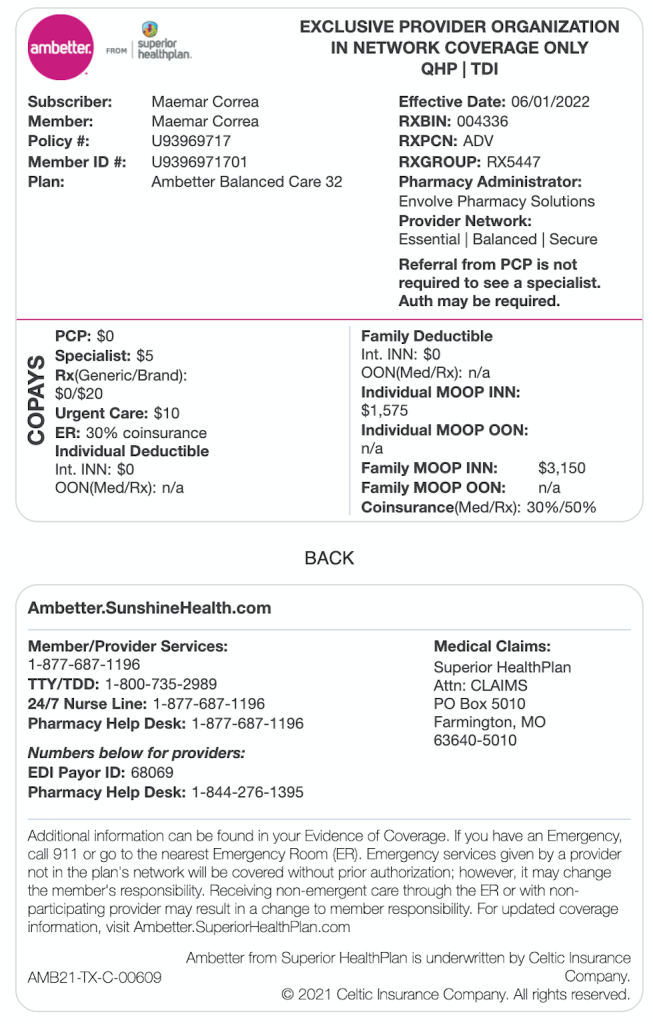 ambetter.
FROM
superior
healthplan.
EXCLUSIVE PROVIDER ORGANIZATION
IN NETWORK COVERAGE ONLY
QHP | TDI
Subscriber: Maemar Correa
Member: Maemar Correa
Policy #: U93969717
Member ID #: U9396971701
Plan: Ambetter Balanced Care 32
Effective Date: 06/01/2022
RXBIN: 004336
RXPCN: ADV
RXGROUP: RX5447
Pharmacy Administrator:
Envolve Pharmacy Solutions
Provider Network:
Essential | Balanced | Secure
Referral from PCP is not
required to see a specialist.
Auth may be required.
COPAYS
PCP: $0
Specialist: $5
Rx(Generic/Brand):
$0/$20
Urgent Care: $10
ER: 30% coinsurance
Individual Deductible
Int. INN: $0
OON(Med/Rx): n/a
Family Deductible
Int. INN: $0
OON(Med/Rx): n/a
Individual MOOP INN:
$1,575
Individual MOOP OON:
n/a
Family MOOP INN: $3,150
Family MOOP OON: n/a
Coinsurance(Med/Rx): 30%/50%
BACK
Ambetter.SunshineHealth.com
Member/Provider Services:
1-877-687-1196
TTY/TDD: 1-800-735-2989
24/7 Nurse Line: 1-877-687-1196
Pharmacy Help Desk: 1-877-687-1196
Numbers below for providers:
EDI Payor ID: 68069
Pharmacy Help Desk: 1-844-276-1395
Medical Claims:
Superior HealthPlan
Attn: CLAIMS
PO Box 5010
Farmington, MO
63640-5010
Additional information can be found in your Evidence of Coverage. If you have an Emergency,
call 911 or go to the nearest Emergency Room (ER). Emergency services given by a provider
not in the plan's network will be covered without prior authorization; however, it may change
the member's responsibility. Receiving non-emergent care through the ER or with non-
participating provider may result in a change to member responsibility. For updated coverage
information, visit Ambetter.SuperiorHealthPlan.com
AMB21-TX-C-00609
Ambetter from Superior HealthPlan is underwritten by Celtic Insurance
Company.
© 2021 Celtic Insurance Company. All rights reserved.